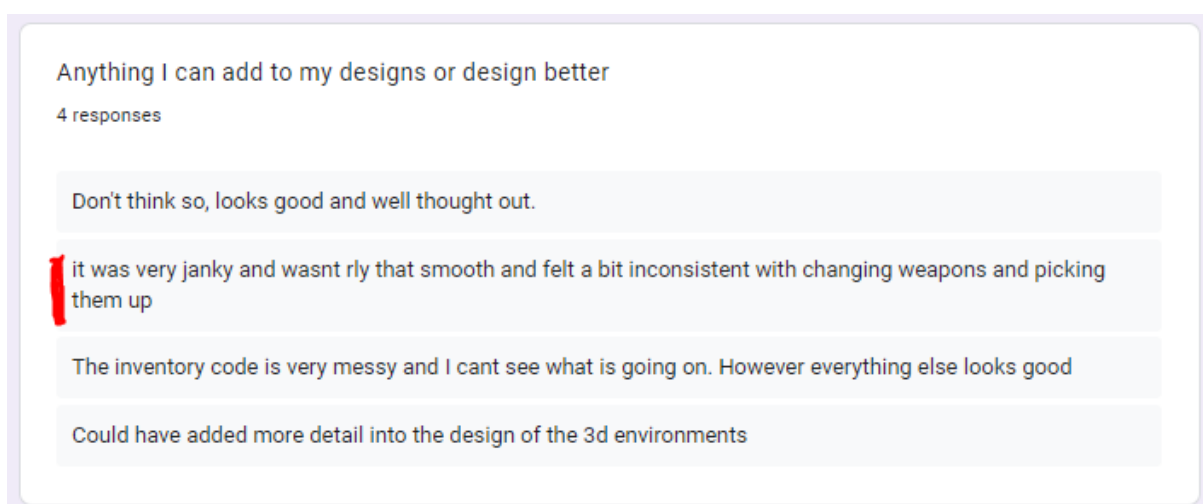 Anything I can add to my designs or design better
4 responses
Don't think so, looks good and well thought out.
it was very janky and wasnt rly that smooth and felt a bit inconsistent with changing weapons and picking
them up
The inventory code is very messy and I cant see what is going on. However everything else looks good
Could have added more detail into the design of the 3d environments